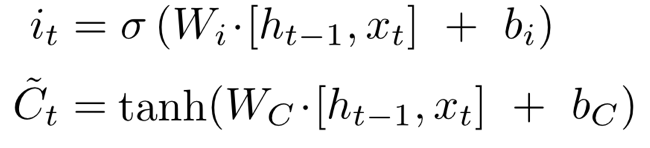 i_t = σ (W_i·[h_{t−1}, x_t] + b_i)
C̃_t = tanh(W_C·[h_{t−1}, x_t] + b_C)